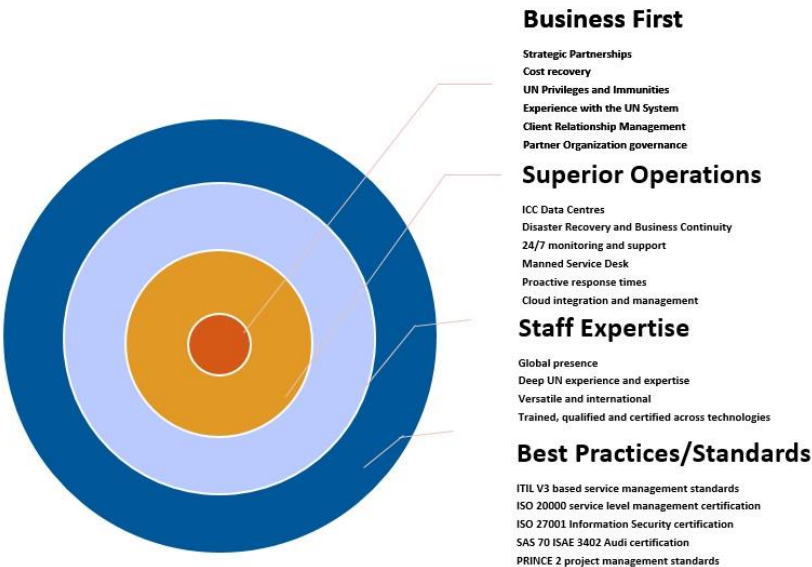 Business First
Strategic Partnerships
Cost recovery
UN Privileges and Immunities
Experience with the UN System
Client Relationship Management
Partner Organization governance
Superior Operations
ICC Data Centres
Disaster Recovery and Business Continuity
24/7 monitoring and support
Manned Service Desk
Proactive response times
Cloud integration and management
Staff Expertise
Global presence
Deep UN experience and expertise
Versatile and international
Trained, qualified and certified across technologies
Best Practices/Standards
ITIL V3 based service management standards
ISO 20000 service level management certification
ISO 27001 Information Security certification
SAS 70 ISAE 3402 Audi certification
PRINCE 2 project management standards